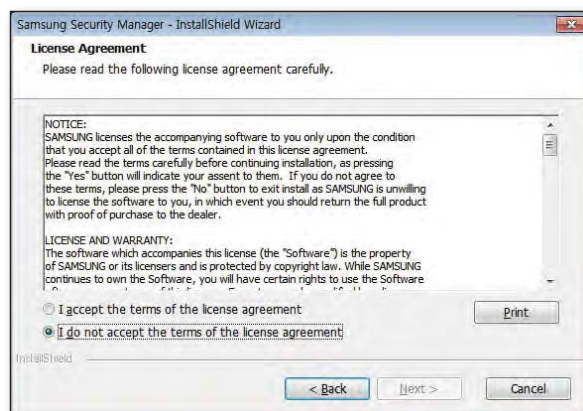 Samsung Security Manager - InstallShield Wizard
License Agreement
Please read the following license agreement carefully.
NOTICE:
SAMSUNG licenses the accompanying software to you only upon the condition
that you accept all of the terms contained in this license agreement.
Please read the terms carefully before continuing installation, as pressing
the "Yes" button will indicate your assent to them. If you do not agree to
these terms, please press the "No" button to exit install as SAMSUNG is unwilling
to license the software to you, in which event you should return the full product
with proof of purchase to the dealer.
LICENSE AND WARRANTY:
The software which accompanies this license (the "Software") is the property
of SAMSUNG or its licensers and is protected by copyright law. While SAMSUNG
continues to own the Software, you will have certain rights to use the Software
I accept the terms of the license agreement
Print
I do not accept the terms of the license agreement
InstallShield
< Back
Next >
Cancel